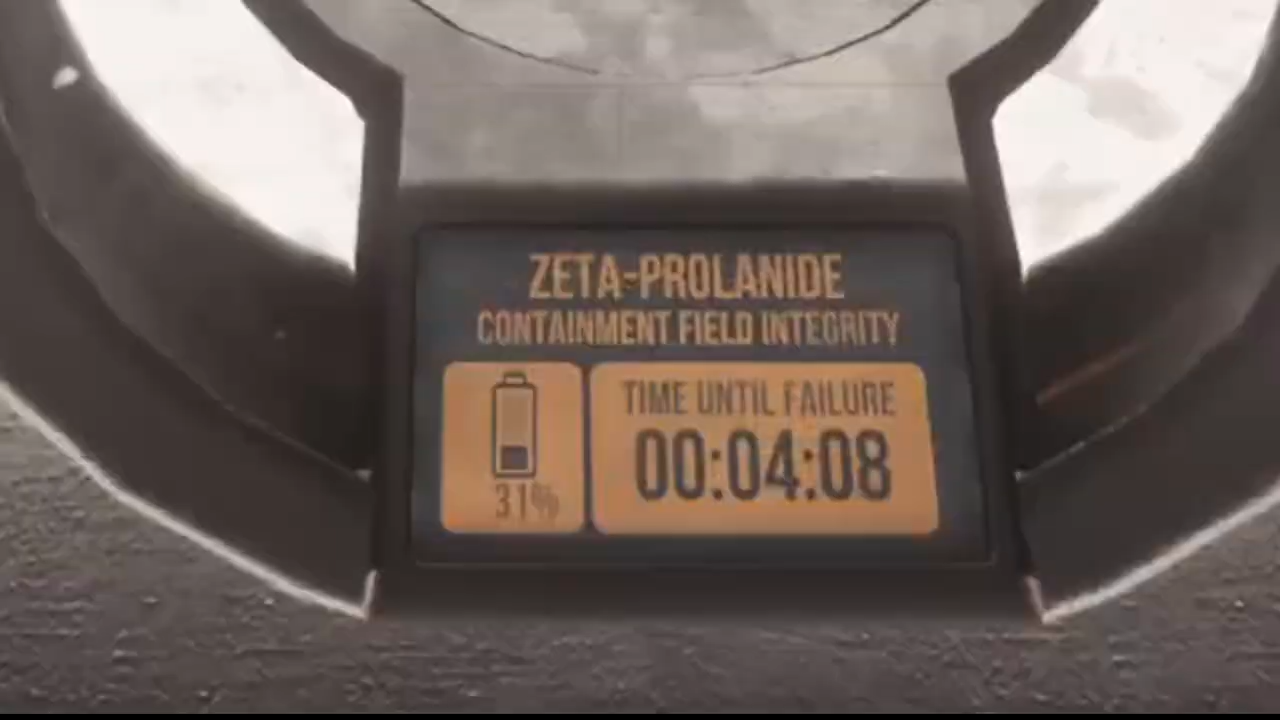 ZETA-PROLANIDE
CONTAINMENT FIELD INTEGRITY
31%
TIME UNTIL FAILURE
00:04:08